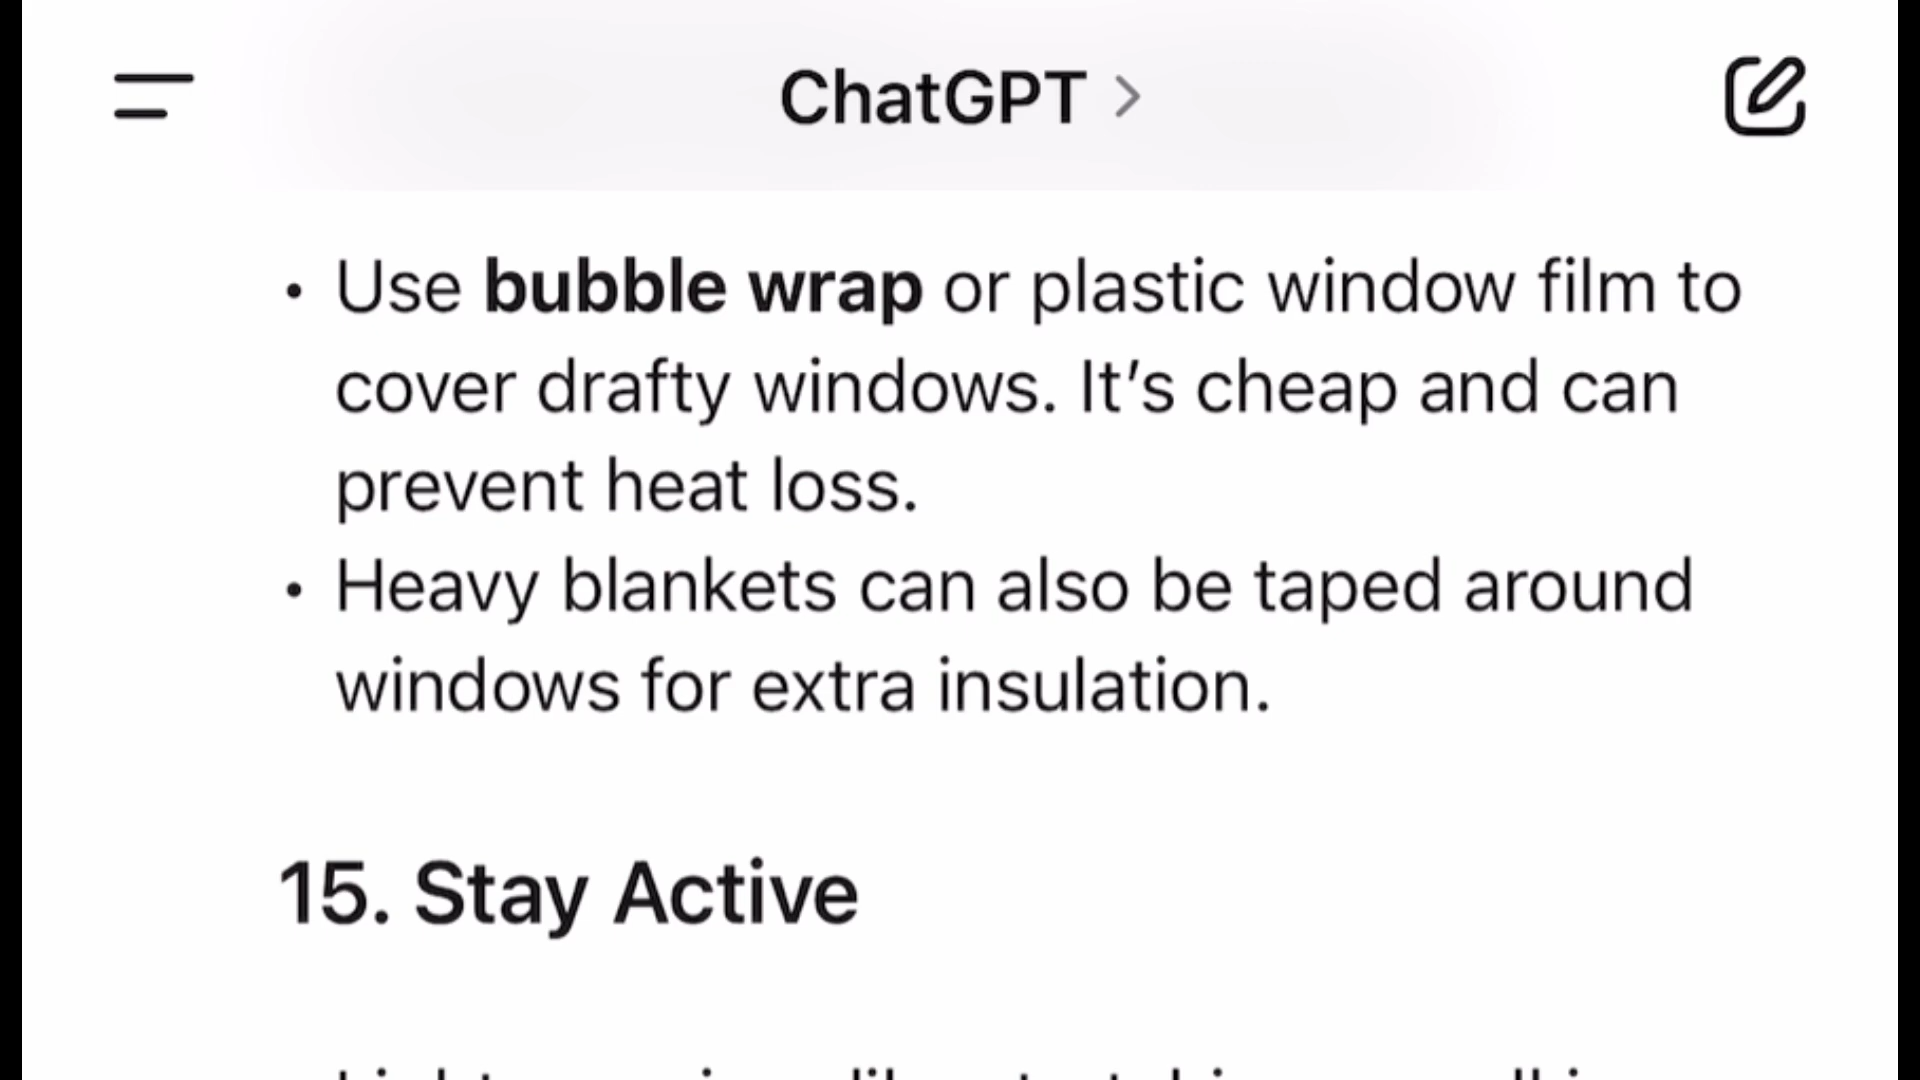 ChatGPT >
• Use bubble wrap or plastic window film to
cover drafty windows. It’s cheap and can
prevent heat loss.
• Heavy blankets can also be taped around
windows for extra insulation.
15. Stay Active